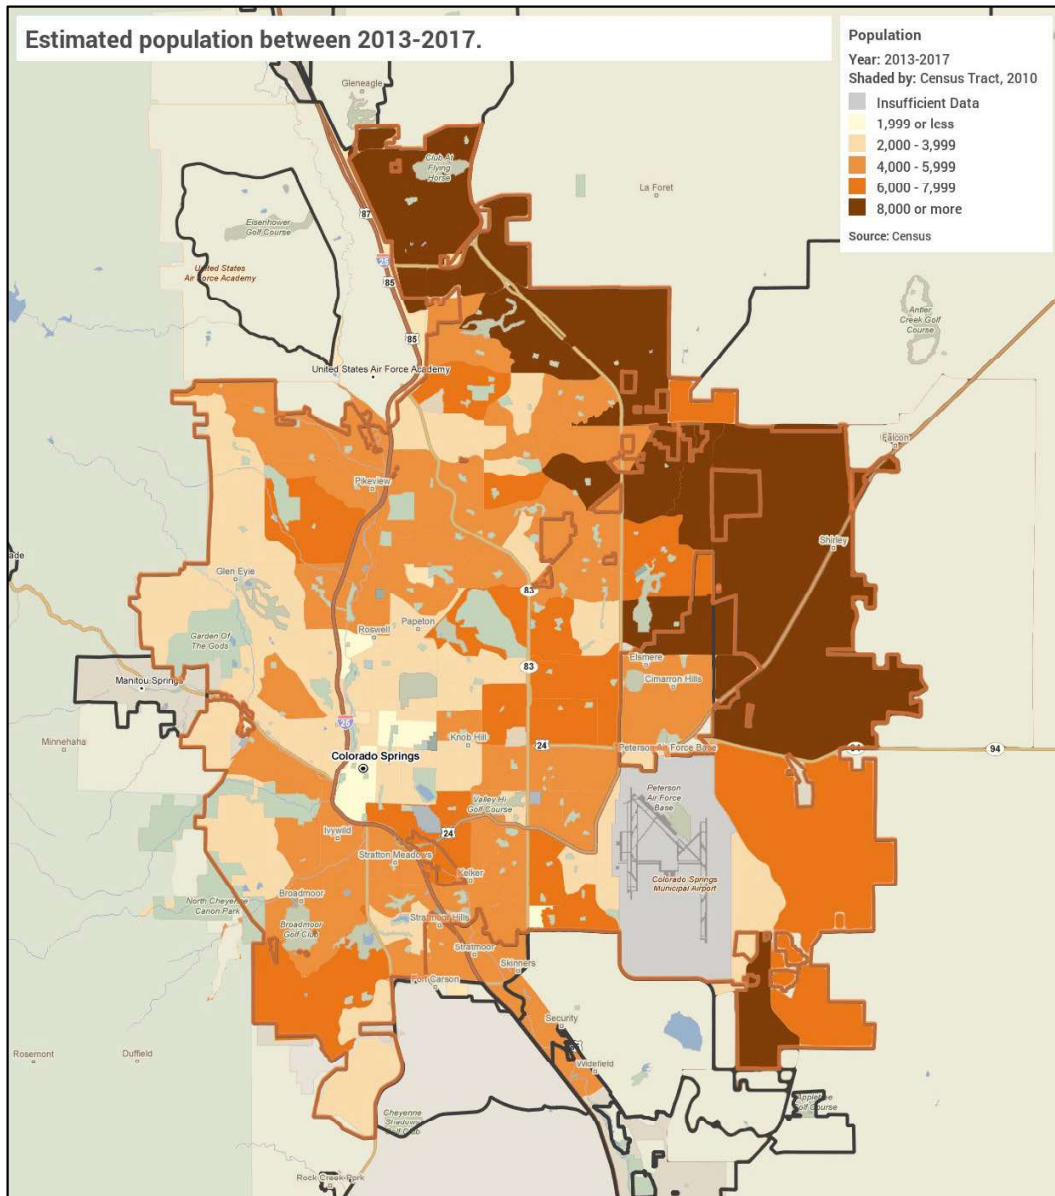 Estimated population between 2013-2017.
Population
Year: 2013-2017
Shaded by: Census Tract, 2010
Insufficient Data
1,999 or less
2,000 - 3,999
4,000 - 5,999
6,000 - 7,999
8,000 or more
Source: Census
Gleneagle
Club At
Flying
Horse
La Foret
87
Eisenhower
Golf Course
25
United States
Air Force Academy
85
Antler
Creek Golf
Course
85
United States Air Force Academy
Falcon
Pikeview
Shirley
Glen Eyie
83
Papeton
Roswell
Garden Of
The Gods
Elsmere
83
Cimarron Hills
Manitou Springs
25
Minnehaha
Knob Hill
24
Peterson Air Force Base
94
94
Colorado Springs
Peterson
Air Force
Base
Valley Hi
Golf Course
Ivywild
24
Stratton Meadows
Kelker
Colorado Springs
Municipal Airport
Broadmoor
North Cheyenne
Canon Park
Broadmoor
Golf Club
Stratmoor Hills
Stratmoor
Skinners
Fort Carson
Security
Rosemont
Duffield
Widefield
Appletree
Golf Course
Cheyenne
Shadows
Golf Club
Rock Creek Park